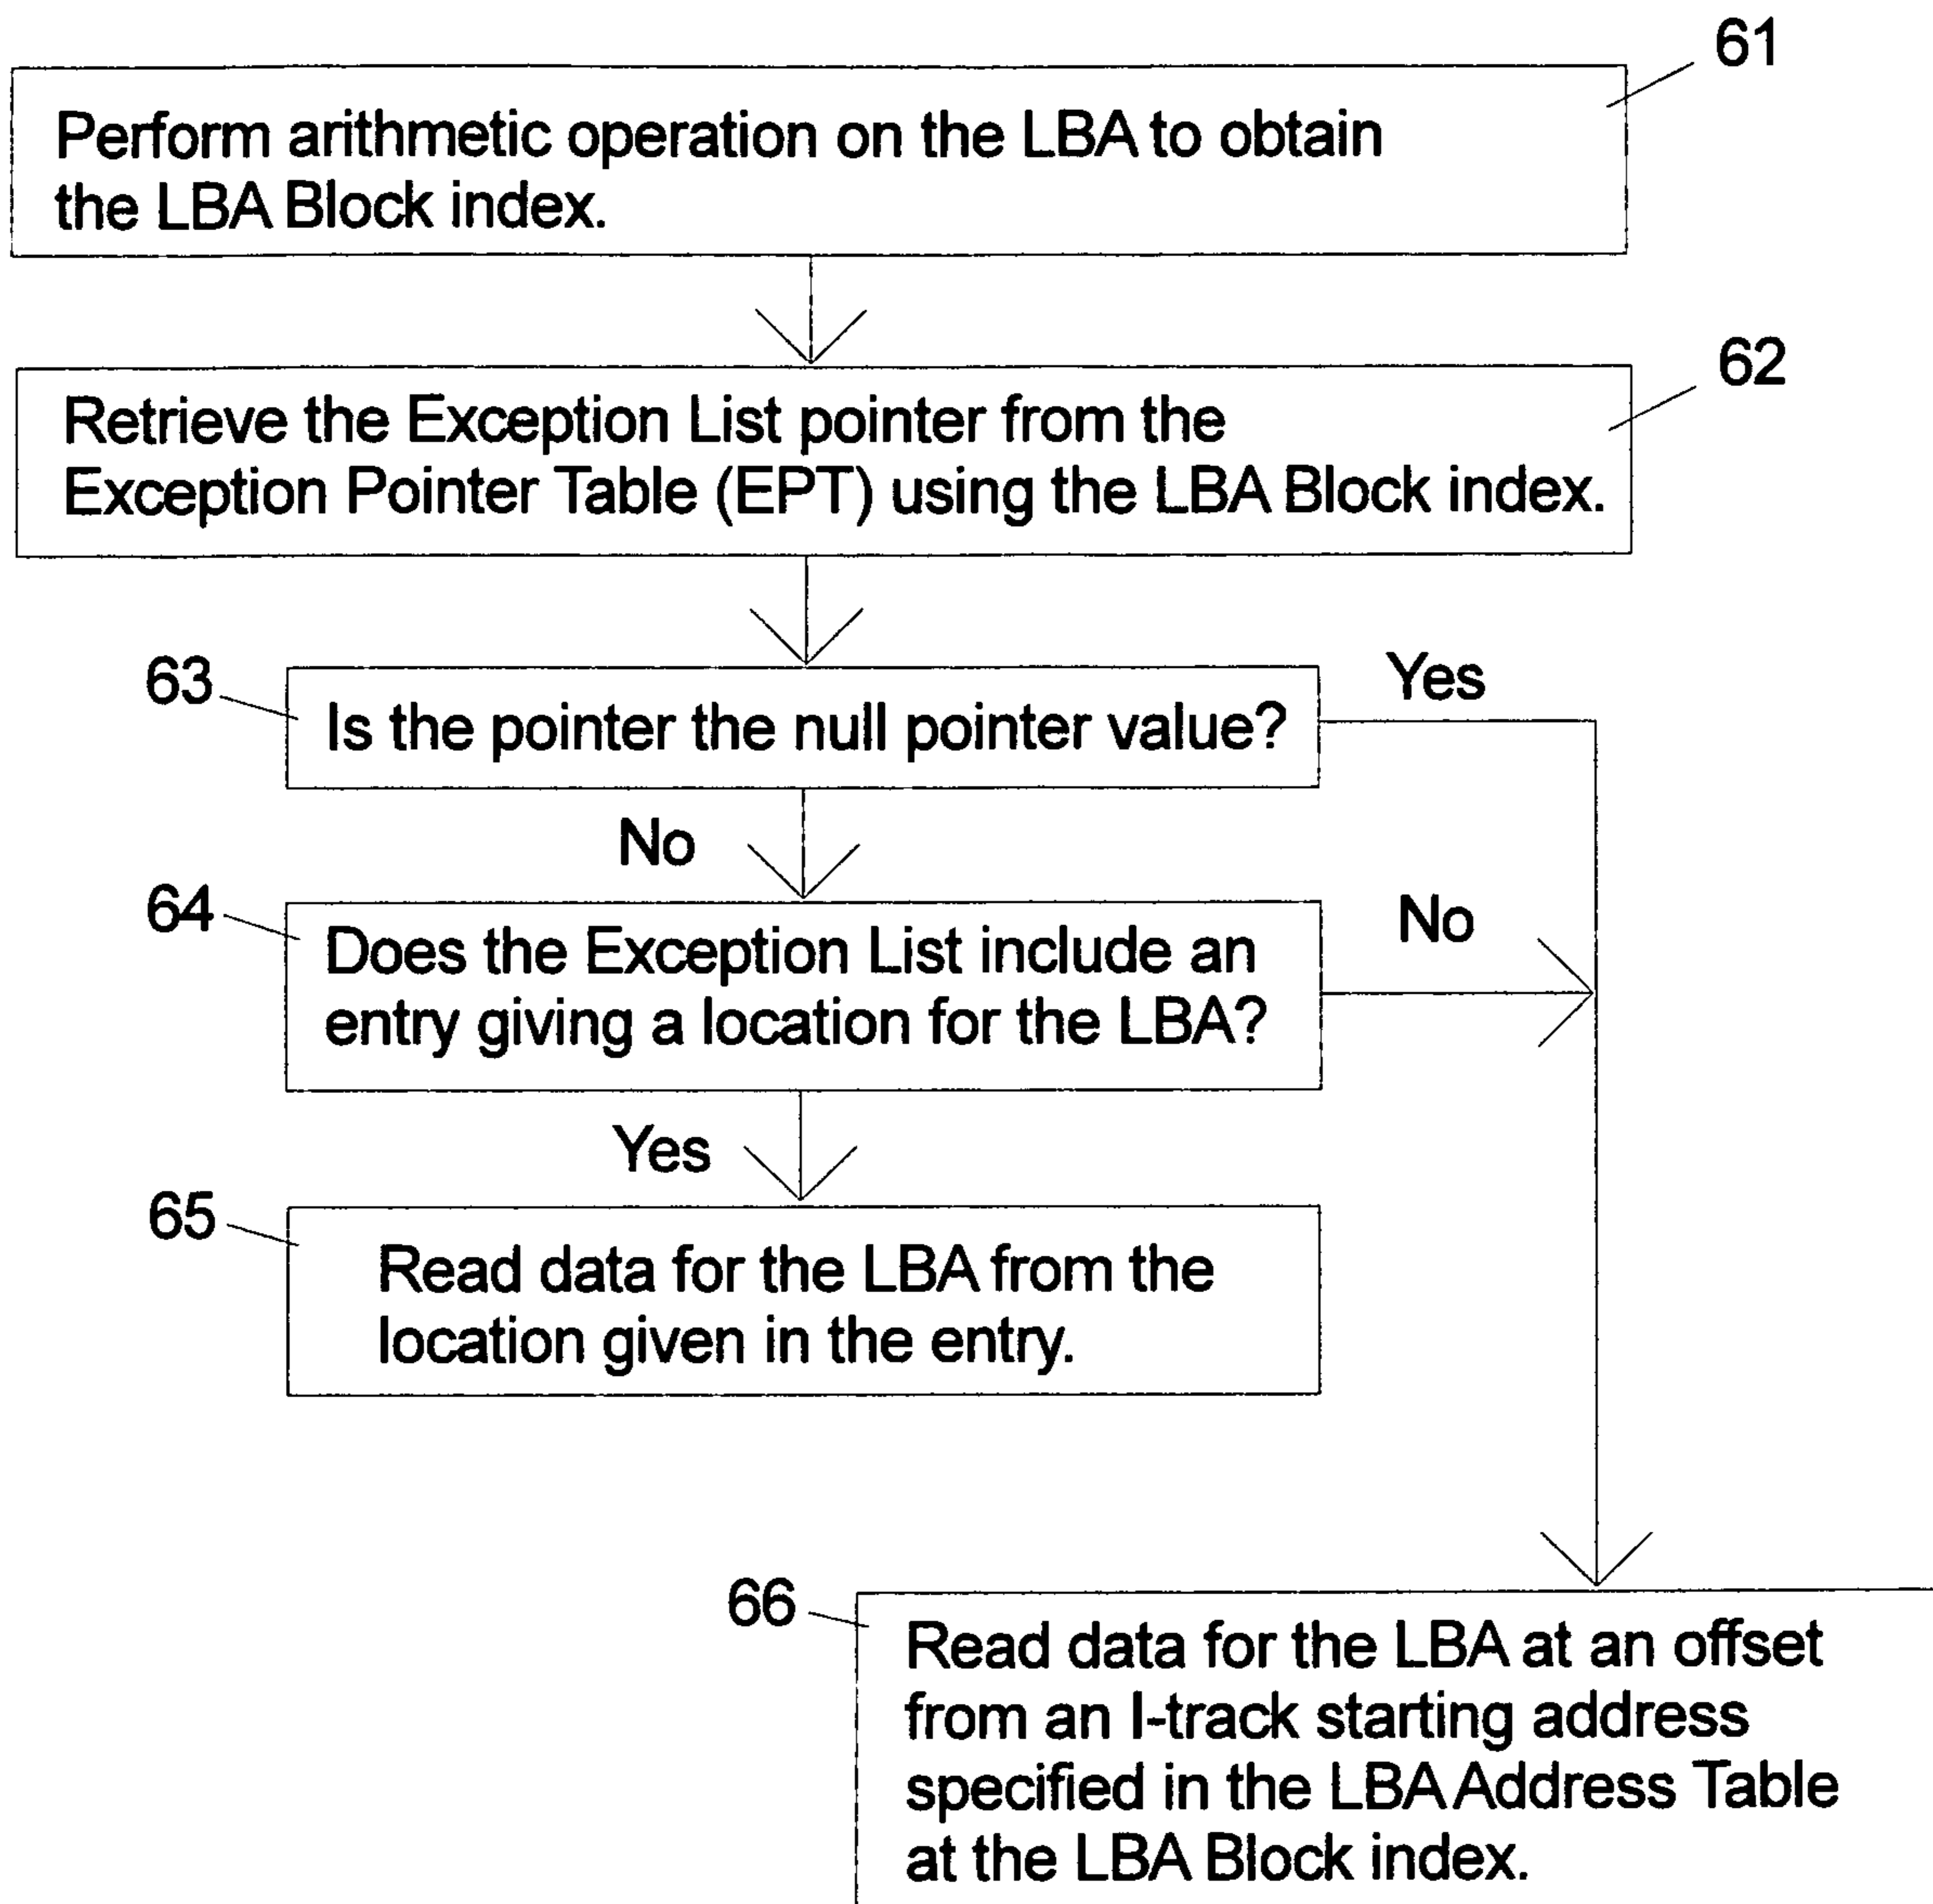 61
Perform arithmetic operation on the LBA to obtain
the LBA Block index.
62
Retrieve the Exception List pointer from the
Exception Pointer Table (EPT) using the LBA Block index.
63
Is the pointer the null pointer value?
Yes
No
64
Does the Exception List include an
entry giving a location for the LBA?
No
Yes
65
Read data for the LBA from the
location given in the entry.
66
Read data for the LBA at an offset
from an I-track starting address
specified in the LBA Address Table
at the LBA Block index.